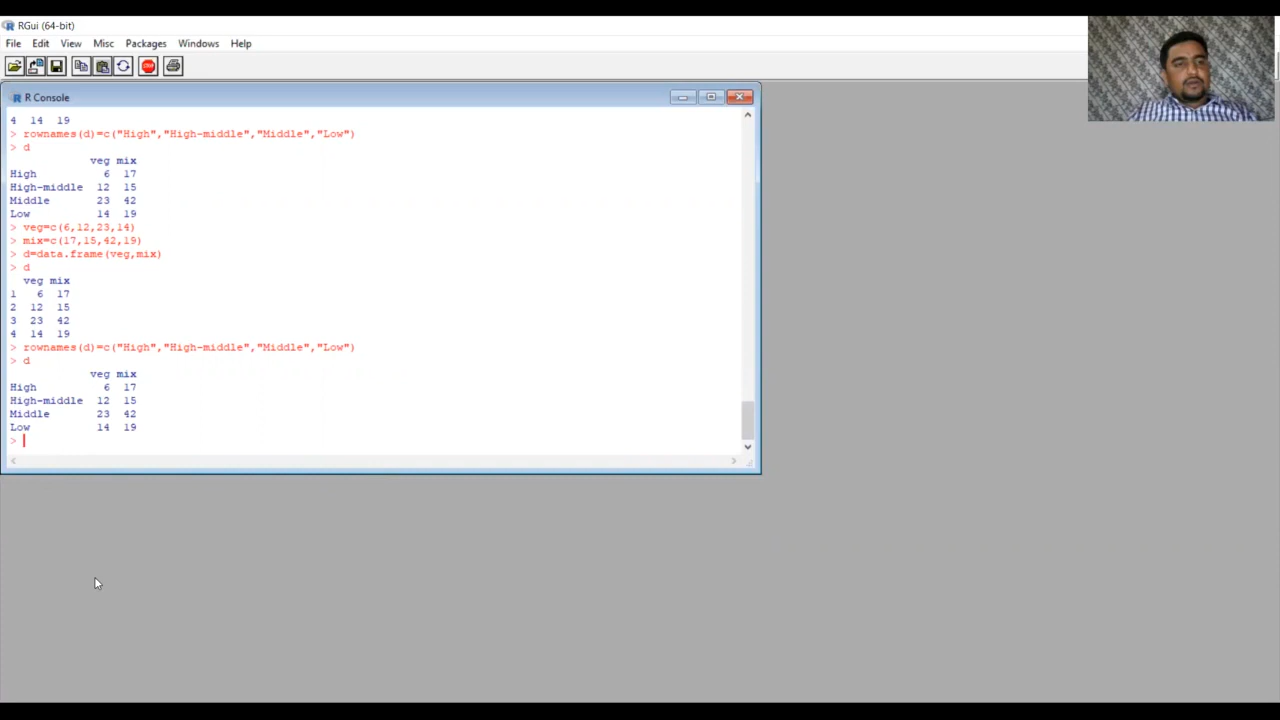 RGui (64-bit)
File Edit View Misc Packages Windows Help
STOP
R Console
4  14  19
> rownames(d)=c("High","High-middle","Middle","Low")
> d
            veg mix
High          6  17
High-middle  12  15
Middle       23  42
Low          14  19
> veg=c(6,12,23,14)
> mix=c(17,15,42,19)
> d=data.frame(veg,mix)
> d
  veg mix
1   6  17
2  12  15
3  23  42
4  14  19
> rownames(d)=c("High","High-middle","Middle","Low")
> d
            veg mix
High          6  17
High-middle  12  15
Middle       23  42
Low          14  19
>